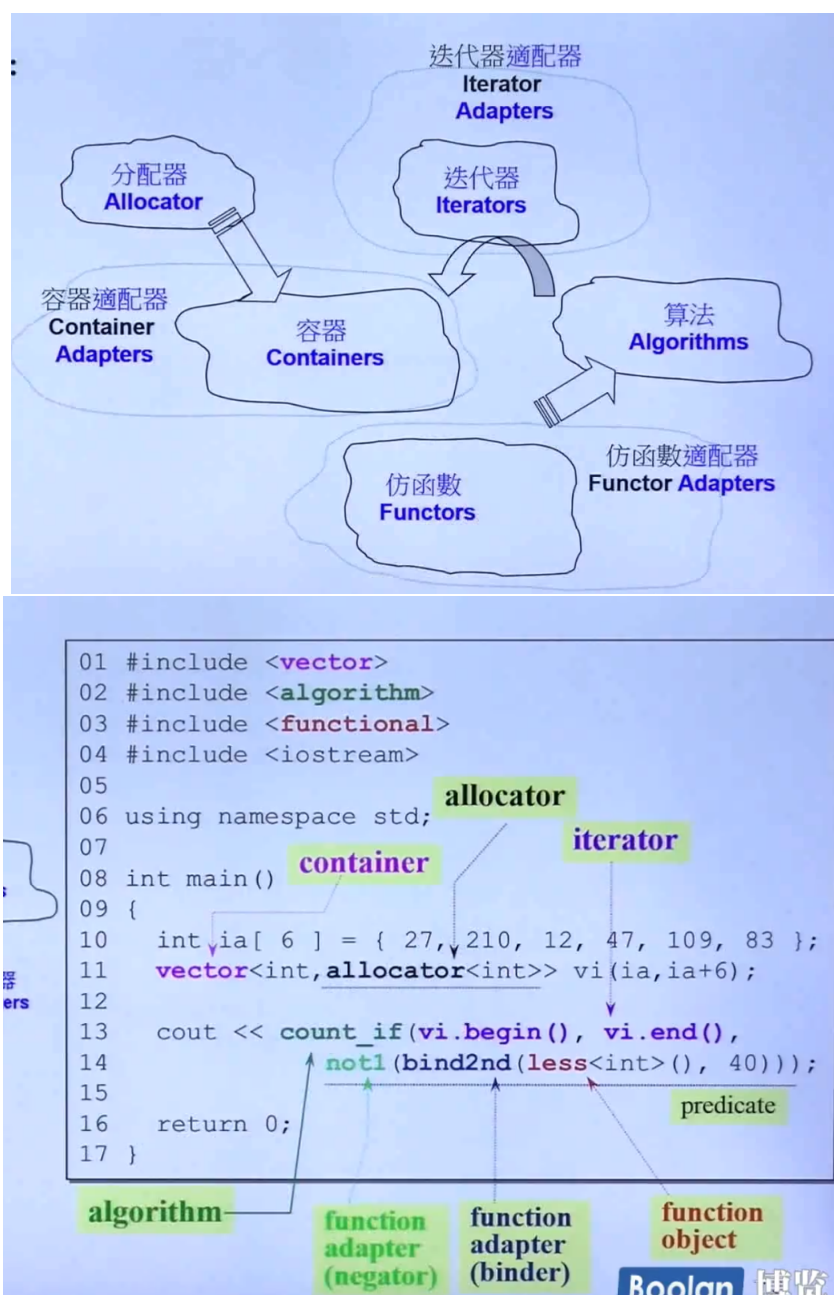 :
迭代器適配器
Iterator
Adapters
分配器
Allocator
迭代器
Iterators
容器適配器
Container
Adapters
容器
Containers
算法
Algorithms
仿函數
Functors
仿函數適配器
Functor Adapters
01 #include <vector>
02 #include <algorithm>
03 #include <functional>
04 #include <iostream>
05
allocator
06 using namespace std;
iterator
07
container
08 int main()
09 {
10 int ia[ 6 ] = { 27, 210, 12, 47, 109, 83 };
11 vector<int,allocator<int>> vi(ia,ia+6);
12
13 cout << count_if(vi.begin(), vi.end(),
14 not1(bind2nd(less<int>(), 40)));
15
predicate
16 return 0;
17 }
s
器
ers
algorithm
function
adapter
(negator)
function
adapter
(binder)
function
object
Boolan 博览